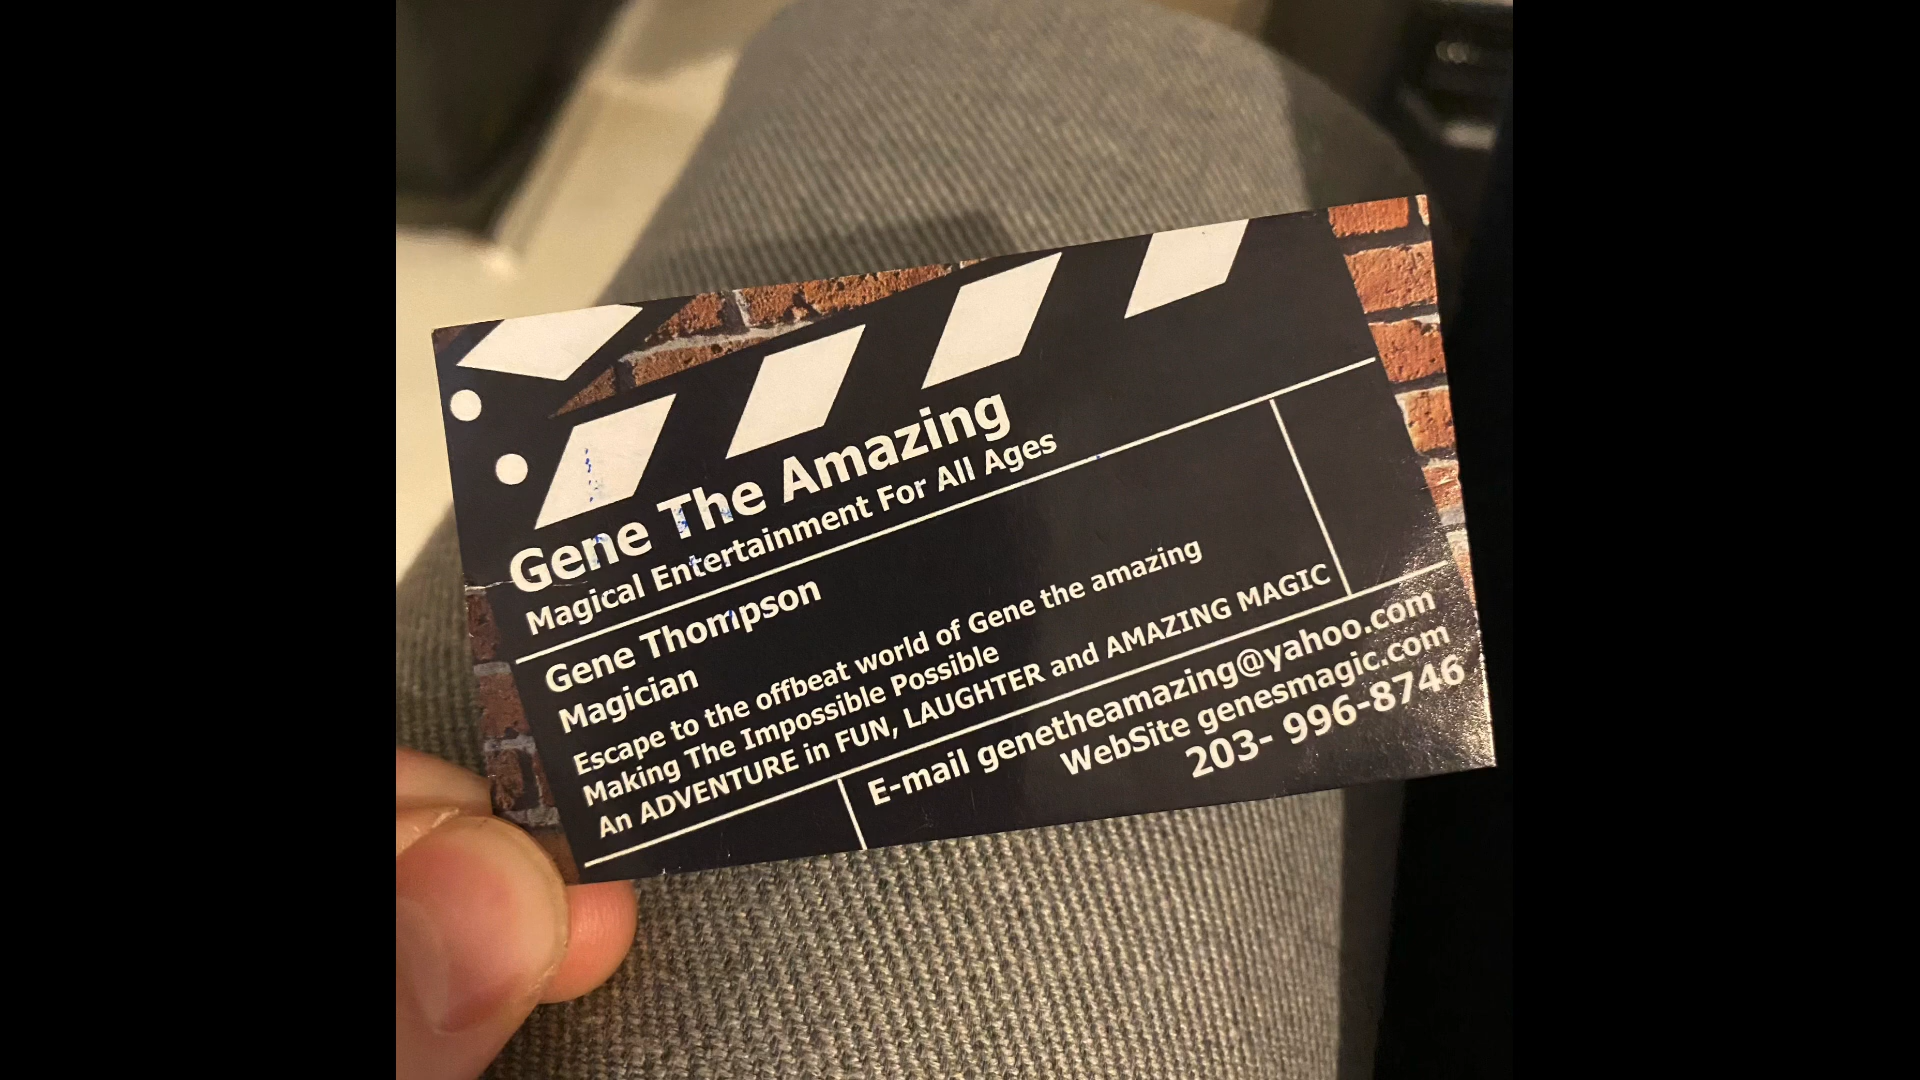 Gene The Amazing
Magical Entertainment For All Ages
Gene Thompson
Magician
Escape to the offbeat world of Gene the amazing
Making The Impossible Possible
An ADVENTURE in FUN, LAUGHTER and AMAZING MAGIC
E-mail genetheamazing@yahoo.com
WebSite genesmagic.com
203- 996-8746